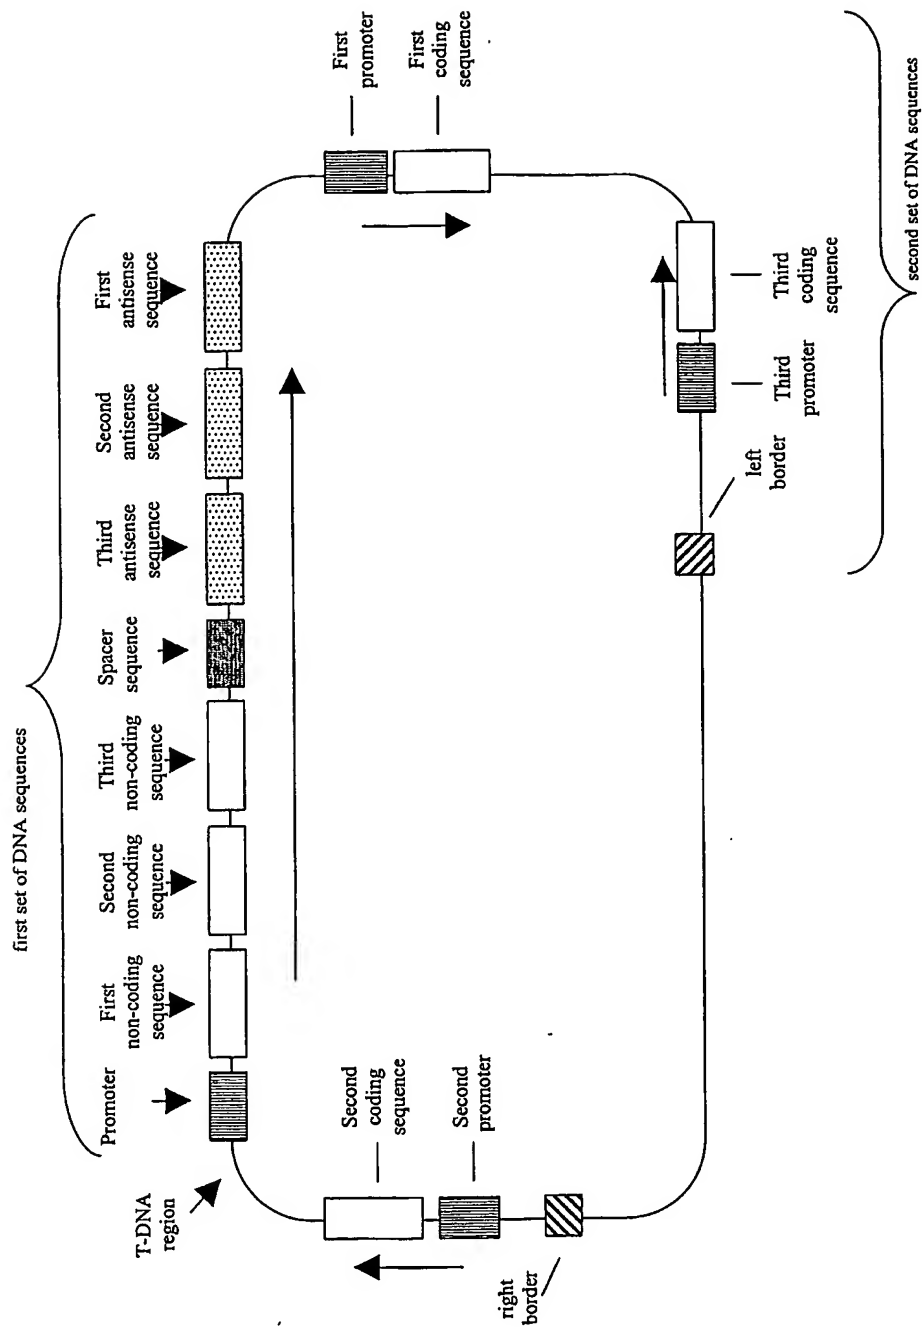 first set of DNA sequences
Promoter
First
non-coding
sequence
Second
non-coding
sequence
Third
non-coding
sequence
Spacer
sequence
Third
antisense
sequence
Second
antisense
sequence
First
antisense
sequence
T-DNA
region
First
promoter
First
coding
sequence
Second
coding
sequence
Second
promoter
right
border
left
border
Third
promoter
Third
coding
sequence
second set of DNA sequences